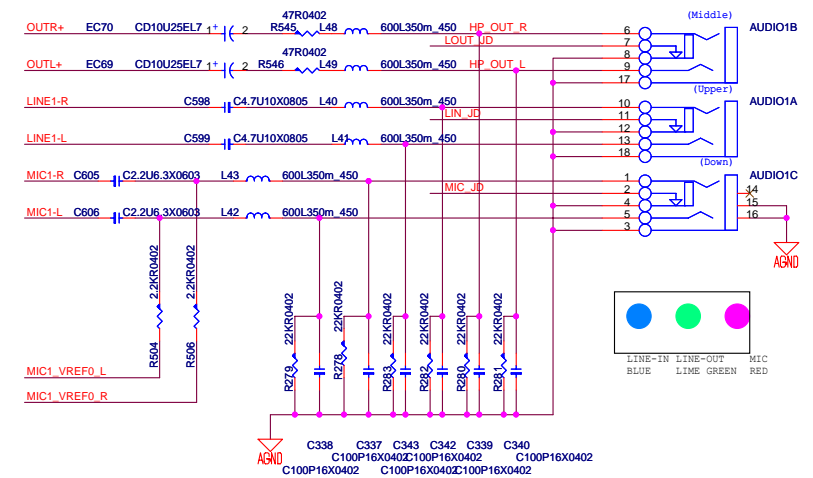 (Middle)
47R0402
OUTR+ EC70 CD10U25EL7 1+ 2 R545 L48 600L350m_450 HP_OUT_R 6 AUDIO1B
LOUT_JD 7
47R0402 8
OUTL+ EC69 CD10U25EL7 1+ 2 R546 L49 600L350m_450 HP_OUT_L 9
17
(Upper)
LINE1-R C598 C4.7U10X0805 L40 600L350m_450 10 AUDIO1A
LIN_JD 11
12
LINE1-L C599 C4.7U10X0805 L41 600L350m_450 13
18
(Down)
MIC1-R C605 C2.2U6.3X0603 L43 600L350m_450 1 AUDIO1C
MIC_JD 2 14
4 15
MIC1-L C606 C2.2U6.3X0603 L42 600L350m_450 5 16
3
AGND
2.2KR0402 2.2KR0402 22KR0402 22KR0402 22KR0402 22KR0402 22KR0402 22KR0402
R504 R506 R279 R278 R283 R282 R280 R281
LINE-IN LINE-OUT MIC
BLUE LIME GREEN RED
MIC1_VREF0_L
MIC1_VREF0_R
AGND
C338 C337 C343 C342 C339 C340
C100P16X0402 C100P16X0402 C100P16X0402 C100P16X0402 C100P16X0402 C100P16X0402